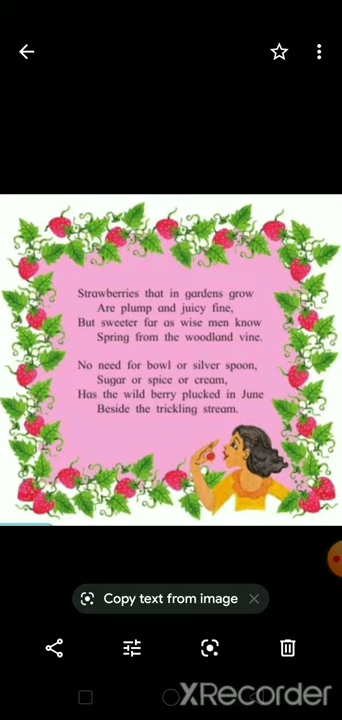 Strawberries that in gardens grow
Are plump and juicy fine,
But sweeter far as wise men know
Spring from the woodland vine.
No need for bowl or silver spoon,
Sugar or spice or cream,
Has the wild berry plucked in June
Beside the trickling stream.
Copy text from image
XRecorder